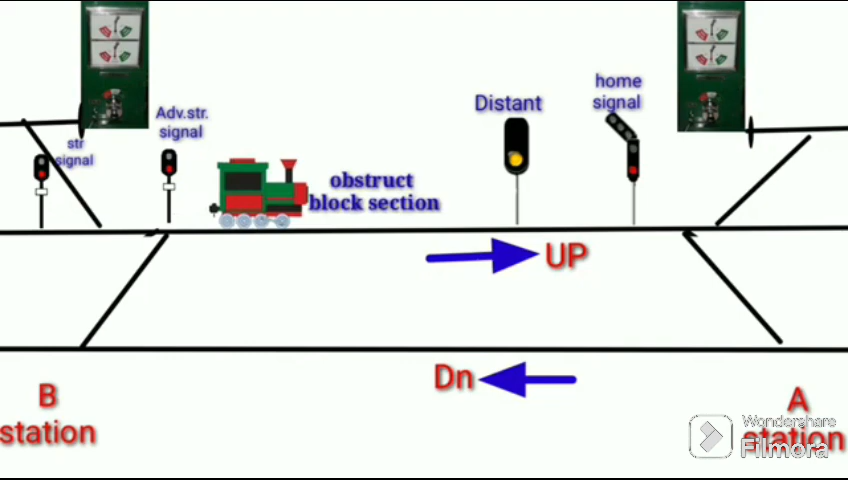 Adv.str.
signal
str
signal
obstruct
block section
Distant
home
signal
UP
Dn
B
station
A
station
Wondershare
Filmora